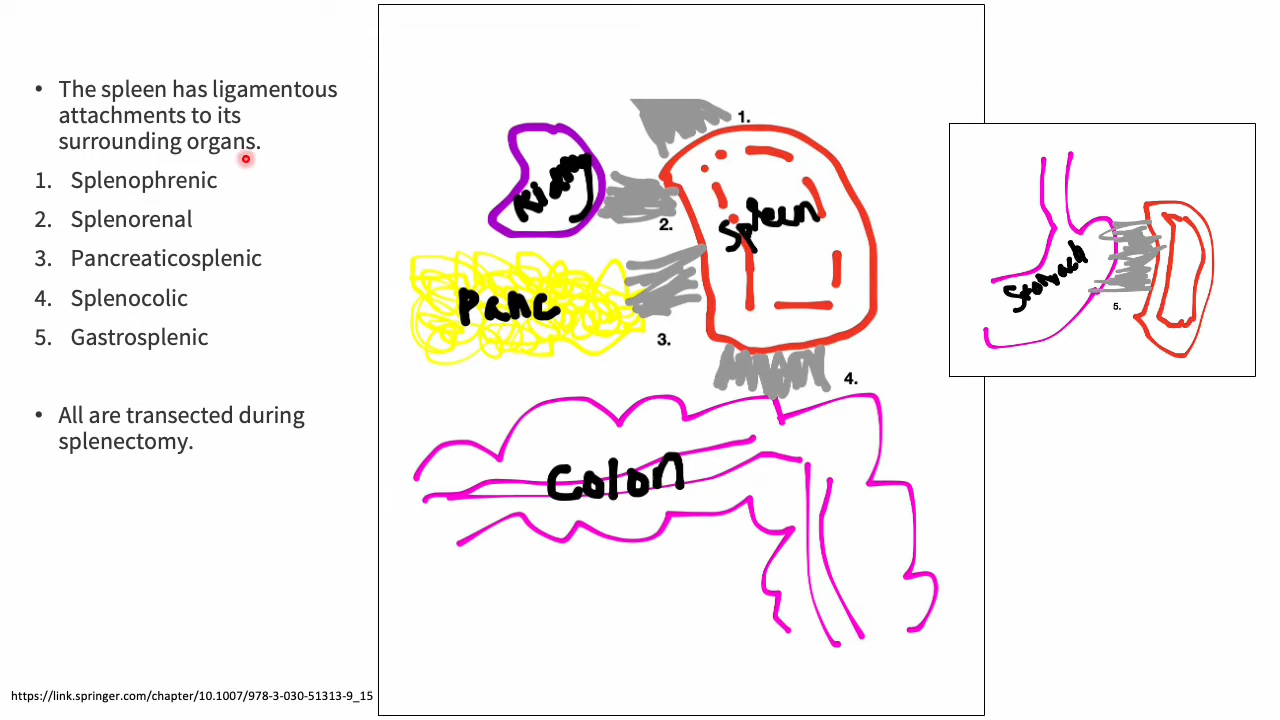 • The spleen has ligamentous
attachments to its
surrounding organs.
1. Splenophrenic
2. Splenorenal
3. Pancreaticosplenic
4. Splenocolic
5. Gastrosplenic
• All are transected during
splenectomy.
https://link.springer.com/chapter/10.1007/978-3-030-51313-9_15
1.
Kidney
2.
Spleen
Panc
3.
4.
Colon
Stomach
5.